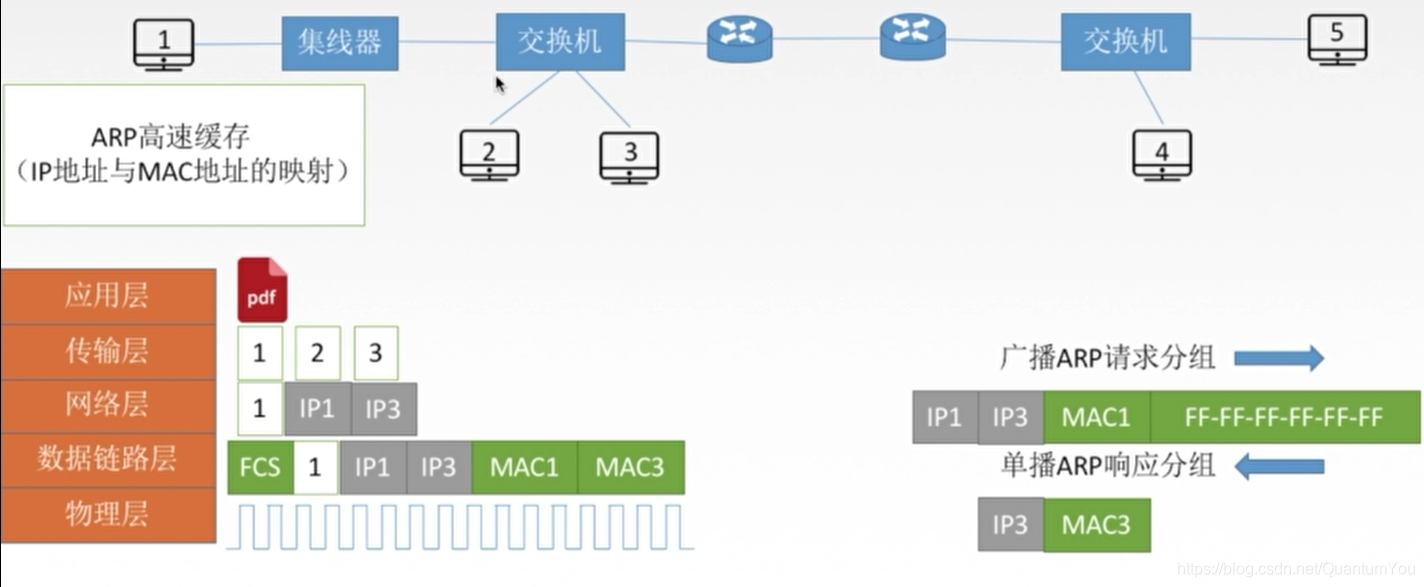 1
集线器
交换机
交换机
5
2
3
4
ARP高速缓存
（IP地址与MAC地址的映射）
应用层
pdf
传输层
1 2 3
网络层
1 IP1 IP3
数据链路层
FCS 1 IP1 IP3 MAC1 MAC3
物理层
广播ARP请求分组
IP1 IP3 MAC1 FF-FF-FF-FF-FF-FF
单播ARP响应分组
IP3 MAC3
https://blog.csdn.net/QuantumYou